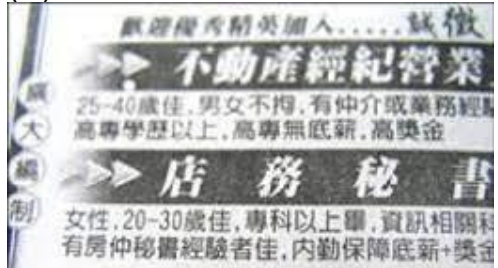 歡迎優秀精英加入.....誠徵
不動產經紀營業
25-40歲佳,男女不拘,有仲介或業務經驗
高專學歷以上,高專無底薪,高獎金
擴大編制
店務秘書
女性,20-30歲佳,專科以上畢,資訊相關科
有房仲秘書經驗者佳,內勤保障底薪+獎金